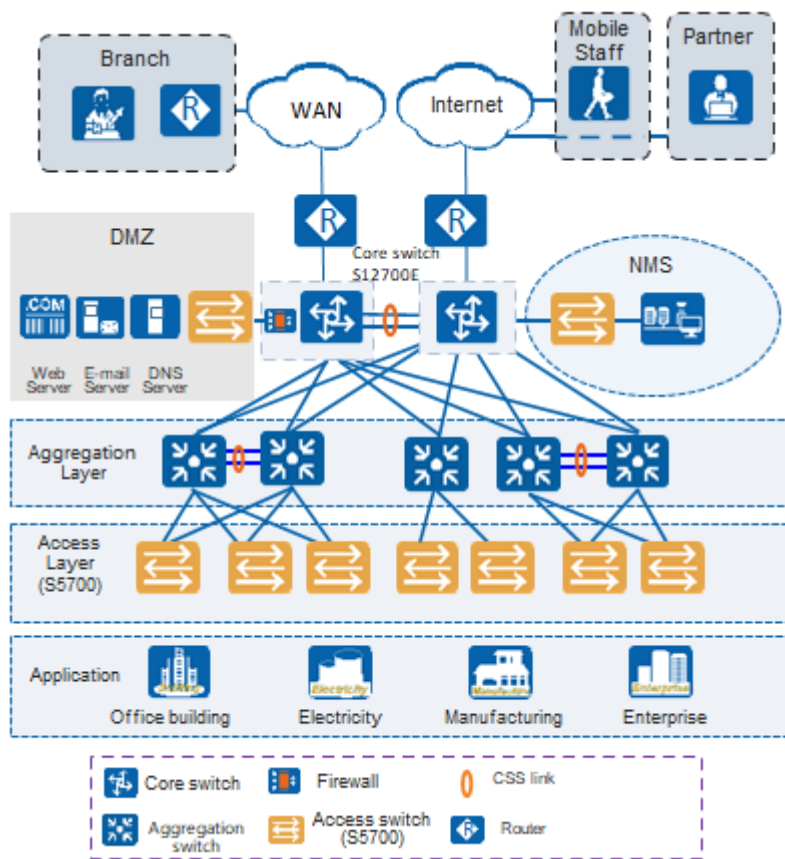 Branch
WAN
Internet
Mobile
Staff
Partner
R
R
R
DMZ
Core switch
S12700E
NMS
.COM
Web
Server
E-mail
Server
DNS
Server
Aggregation
Layer
Access
Layer
(S5700)
Application
Electricity
Enterprise
Office building
Electricity
Manufacturing
Enterprise
Core switch
Firewall
CSS link
Aggregation
switch
Access switch
(S5700)
R
Router